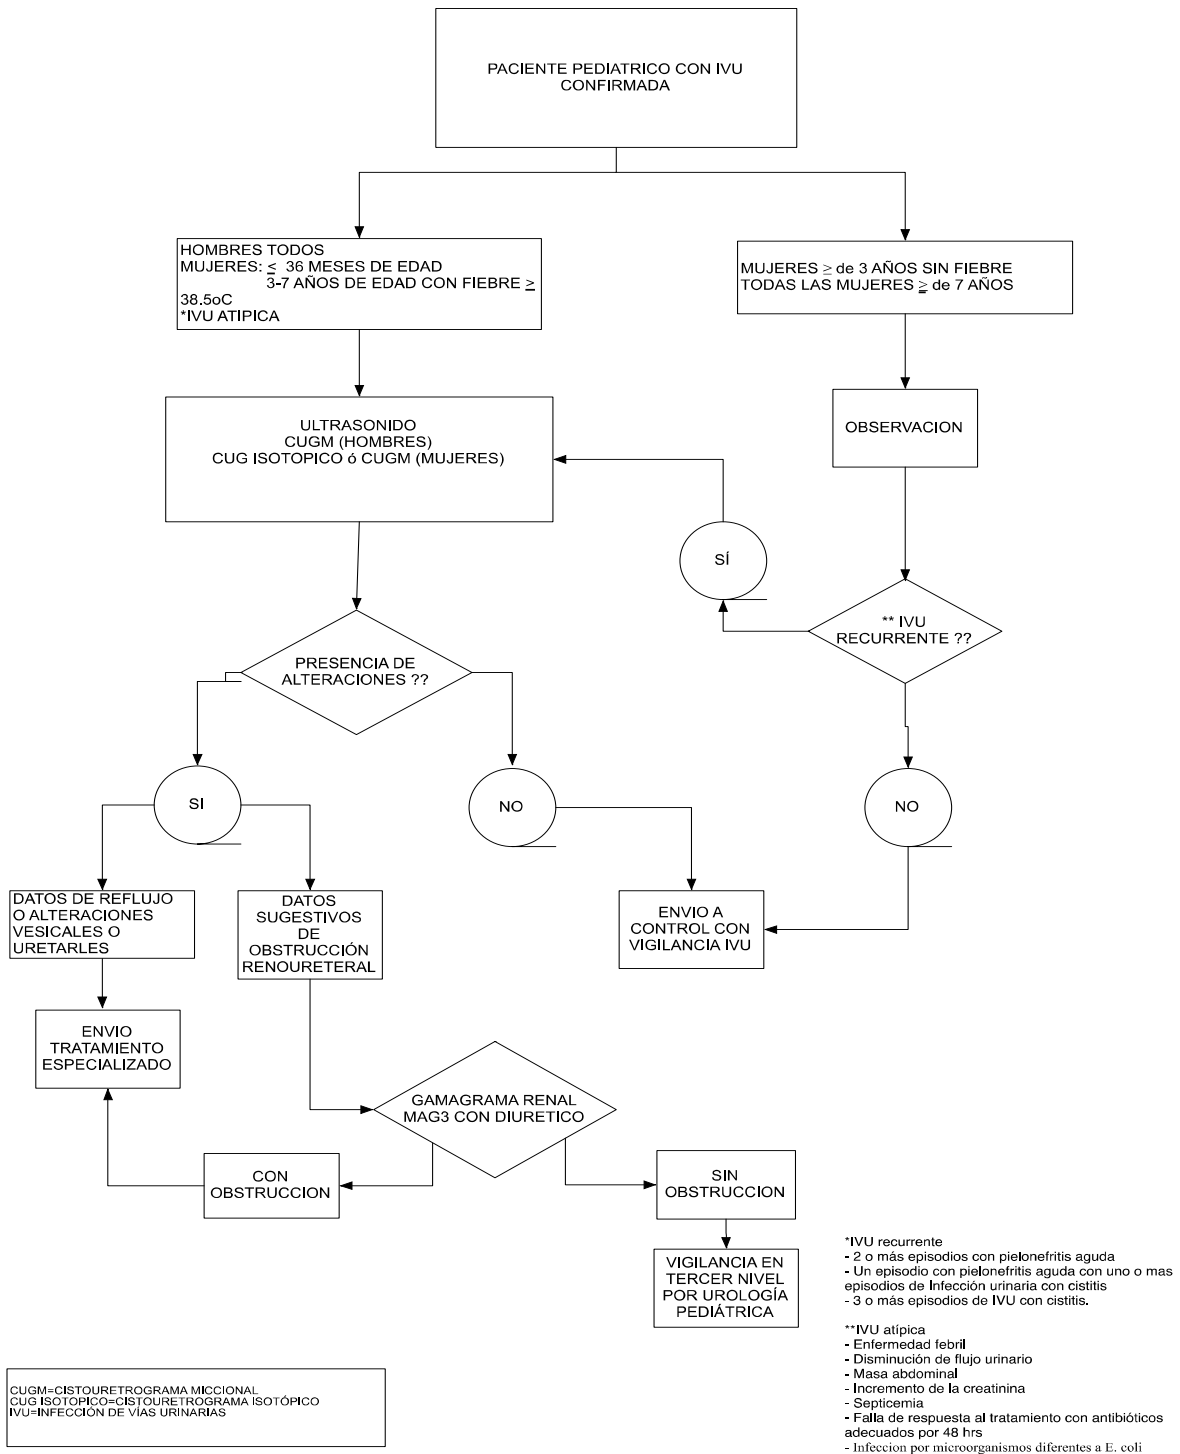 PACIENTE PEDIATRICO CON IVU
CONFIRMADA
HOMBRES TODOS
MUJERES: ≤ 36 MESES DE EDAD
3-7 AÑOS DE EDAD CON FIEBRE ≥
38.5oC
*IVU ATIPICA
MUJERES ≥ de 3 AÑOS SIN FIEBRE
TODAS LAS MUJERES ≥ de 7 AÑOS
ULTRASONIDO
CUGM (HOMBRES)
CUG ISOTOPICO ó CUGM (MUJERES)
OBSERVACION
SÍ
** IVU
RECURRENTE ??
PRESENCIA DE
ALTERACIONES ??
SI
NO
NO
DATOS DE REFLUJO
O ALTERACIONES
VESICALES O
URETARLES
DATOS
SUGESTIVOS
DE
OBSTRUCCIÓN
RENOURETERAL
ENVIO A
CONTROL CON
VIGILANCIA IVU
ENVIO
TRATAMIENTO
ESPECIALIZADO
GAMAGRAMA RENAL
MAG3 CON DIURETICO
CON
OBSTRUCCION
SIN
OBSTRUCCION
VIGILANCIA EN
TERCER NIVEL
POR UROLOGÍA
PEDIÁTRICA
*IVU recurrente
- 2 o más episodios con pielonefritis aguda
- Un episodio con pielonefritis aguda con uno o mas
episodios de Infección urinaria con cistitis
- 3 o más episodios de IVU con cistitis.
**IVU atípica
- Enfermedad febril
- Disminución de flujo urinario
- Masa abdominal
- Incremento de la creatinina
- Septicemia
- Falla de respuesta al tratamiento con antibióticos
adecuados por 48 hrs
- Infeccion por microorganismos diferentes a E. coli
CUGM=CISTOURETROGRAMA MICCIONAL
CUG ISOTOPICO=CISTOURETROGRAMA ISOTÓPICO
IVU=INFECCIÓN DE VÍAS URINARIAS